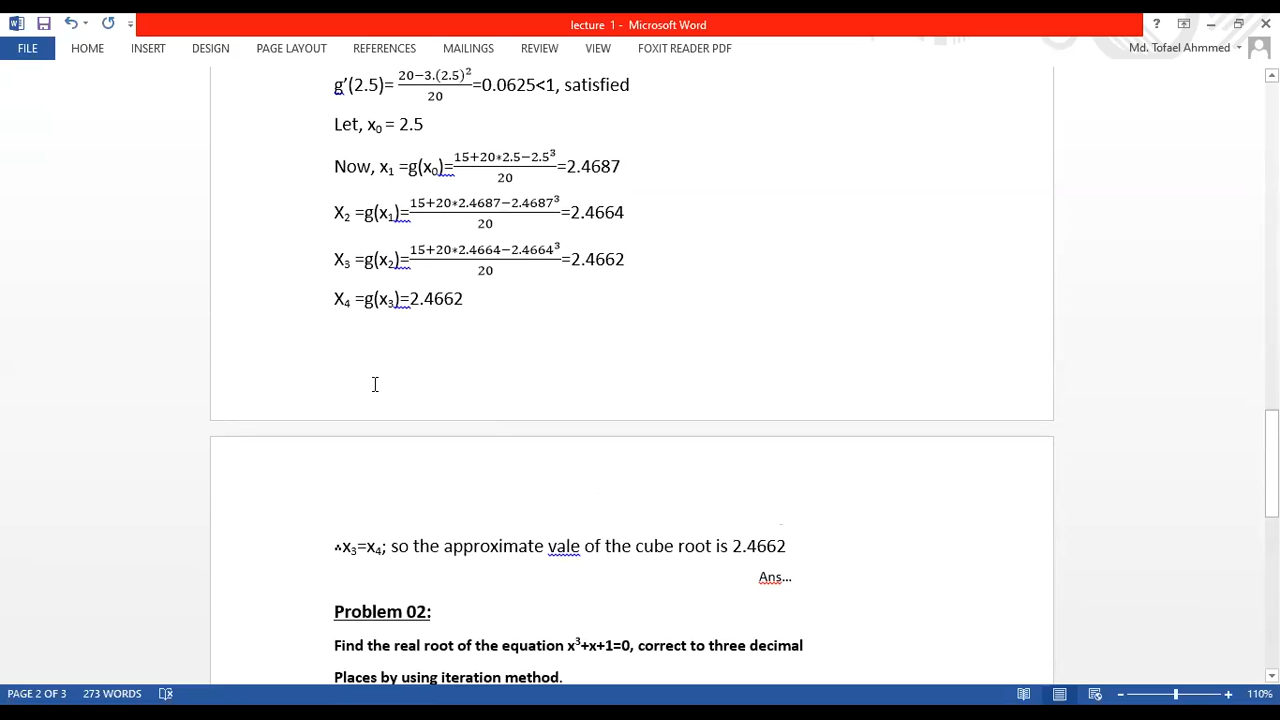 lecture 1 - Microsoft Word
?
FILE HOME INSERT DESIGN PAGE LAYOUT REFERENCES MAILINGS REVIEW VIEW FOXIT READER PDF Md. Tofael Ahmmed
g’(2.5)= (20−3.(2.5)²)/20 =0.0625<1, satisfied
Let, x₀ = 2.5
Now, x₁ =g(x₀)= (15+20∗2.5−2.5³)/20 =2.4687
X₂ =g(x₁)= (15+20∗2.4687−2.4687³)/20 =2.4664
X₃ =g(x₂)= (15+20∗2.4664−2.4664³)/20 =2.4662
X₄ =g(x₃)=2.4662
∴x₃=x₄; so the approximate vale of the cube root is 2.4662
Ans...
Problem 02:
Find the real root of the equation x³+x+1=0, correct to three decimal
Places by using iteration method.
PAGE 2 OF 3 273 WORDS 110%